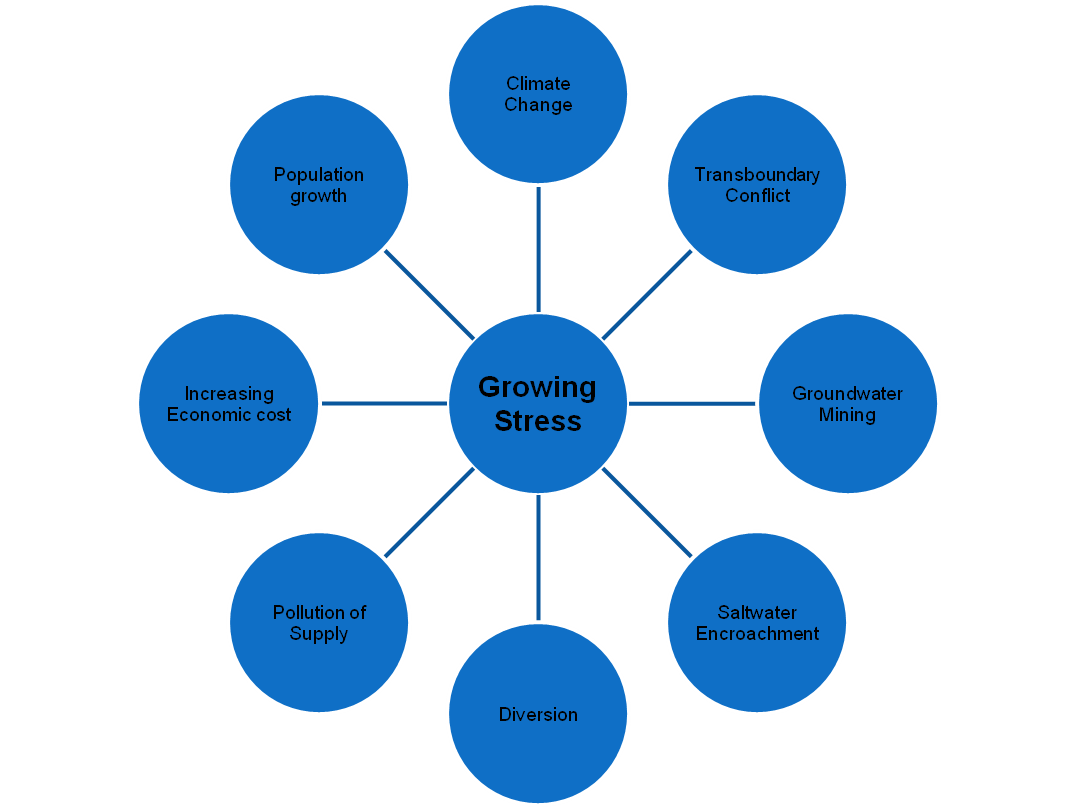 Climate
Change
Population
growth
Transboundary
Conflict
Increasing
Economic cost
Growing
Stress
Groundwater
Mining
Pollution of
Supply
Saltwater
Encroachment
Diversion